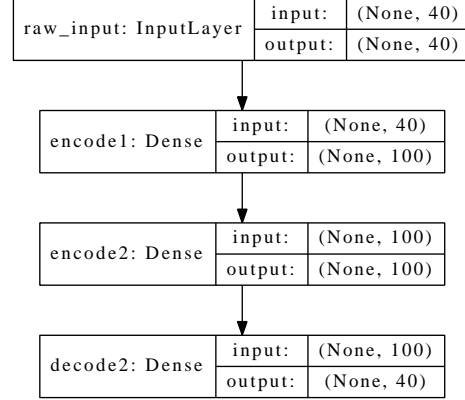 raw_input: InputLayer
input: (None, 40)
output: (None, 40)
encode1: Dense
input: (None, 40)
output: (None, 100)
encode2: Dense
input: (None, 100)
output: (None, 100)
decode2: Dense
input: (None, 100)
output: (None, 40)